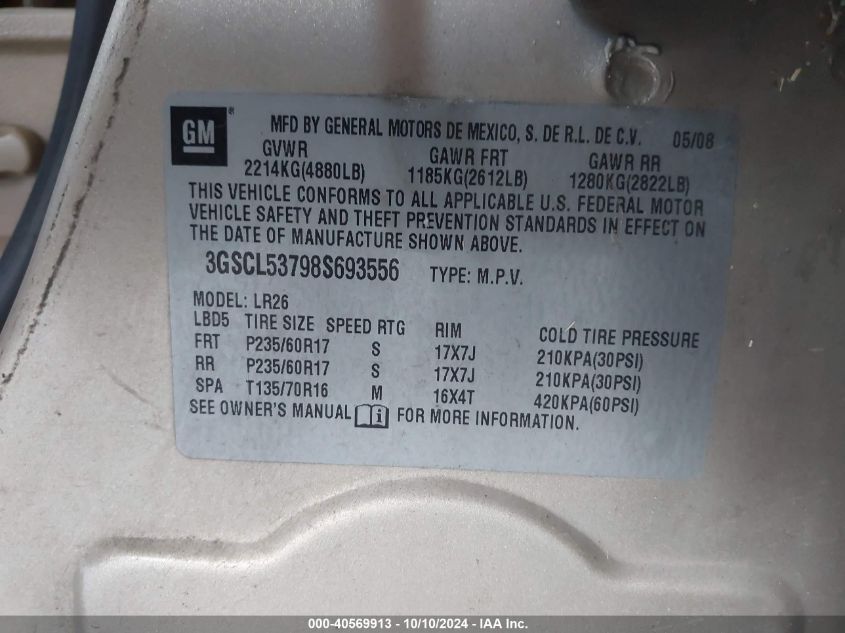 GM ®
MFD BY GENERAL MOTORS DE MEXICO, S. DE R.L. DE C.V. 05/08
GVWR GAWR FRT GAWR RR
2214KG(4880LB) 1185KG(2612LB) 1280KG(2822LB)
THIS VEHICLE CONFORMS TO ALL APPLICABLE U.S. FEDERAL MOTOR
VEHICLE SAFETY AND THEFT PREVENTION STANDARDS IN EFFECT ON
THE DATE OF MANUFACTURE SHOWN ABOVE.
3GSCL53798S693556 TYPE: M.P.V.
MODEL: LR26
LBD5 TIRE SIZE SPEED RTG RIM COLD TIRE PRESSURE
FRT P235/60R17 S 17X7J 210KPA(30PSI)
RR P235/60R17 S 17X7J 210KPA(30PSI)
SPA T135/70R16 M 16X4T 420KPA(60PSI)
SEE OWNER'S MANUAL i FOR MORE INFORMATION.
000-40569913 - 10/10/2024 - IAA Inc.